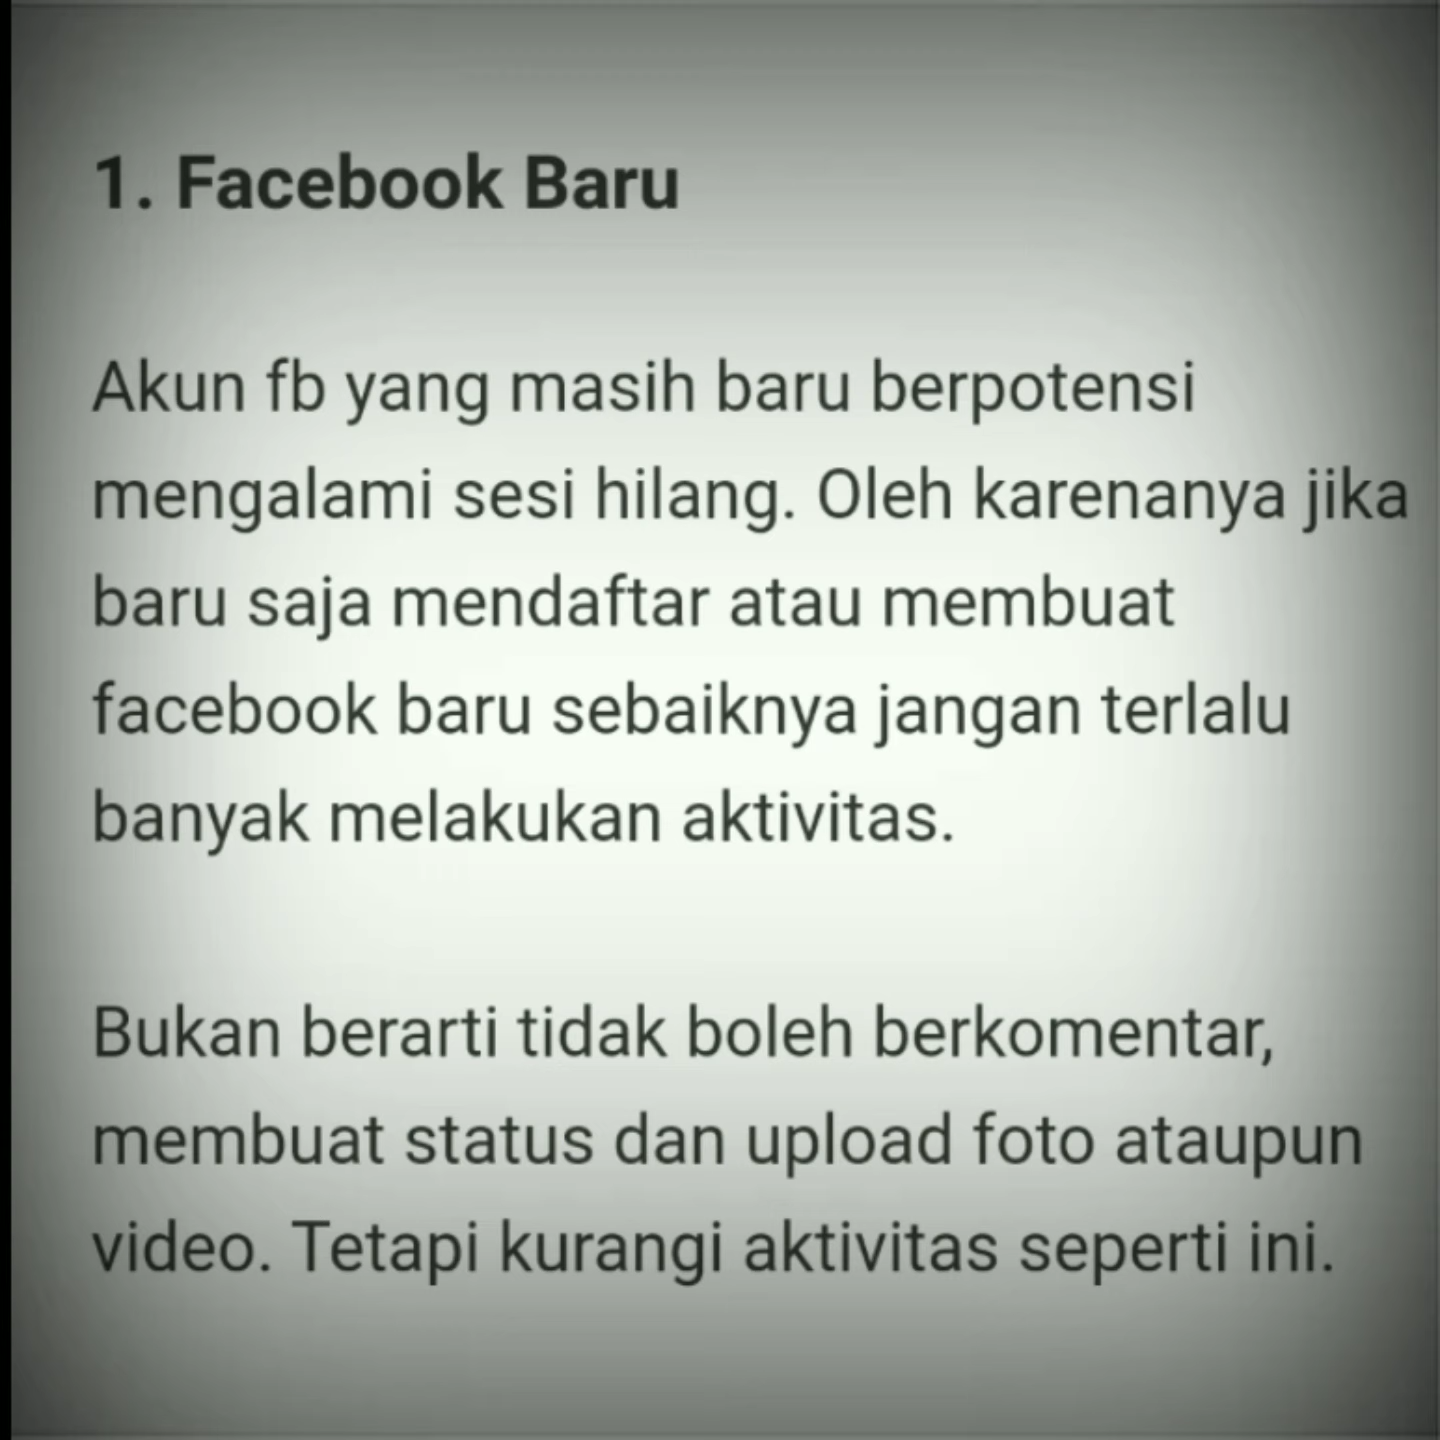 1. Facebook Baru
Akun fb yang masih baru berpotensi
mengalami sesi hilang. Oleh karenanya jika
baru saja mendaftar atau membuat
facebook baru sebaiknya jangan terlalu
banyak melakukan aktivitas.
Bukan berarti tidak boleh berkomentar,
membuat status dan upload foto ataupun
video. Tetapi kurangi aktivitas seperti ini.